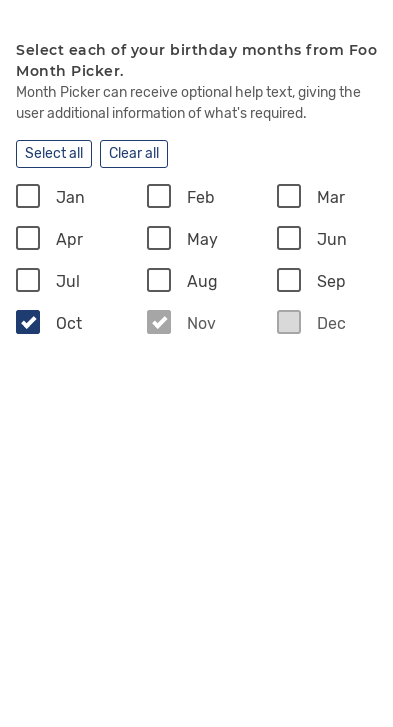 Select each of your birthday months from Foo
Month Picker.
Month Picker can receive optional help text, giving the
user additional information of what's required.
Select all Clear all
Jan Feb Mar
Apr May Jun
Jul Aug Sep
Oct Nov Dec